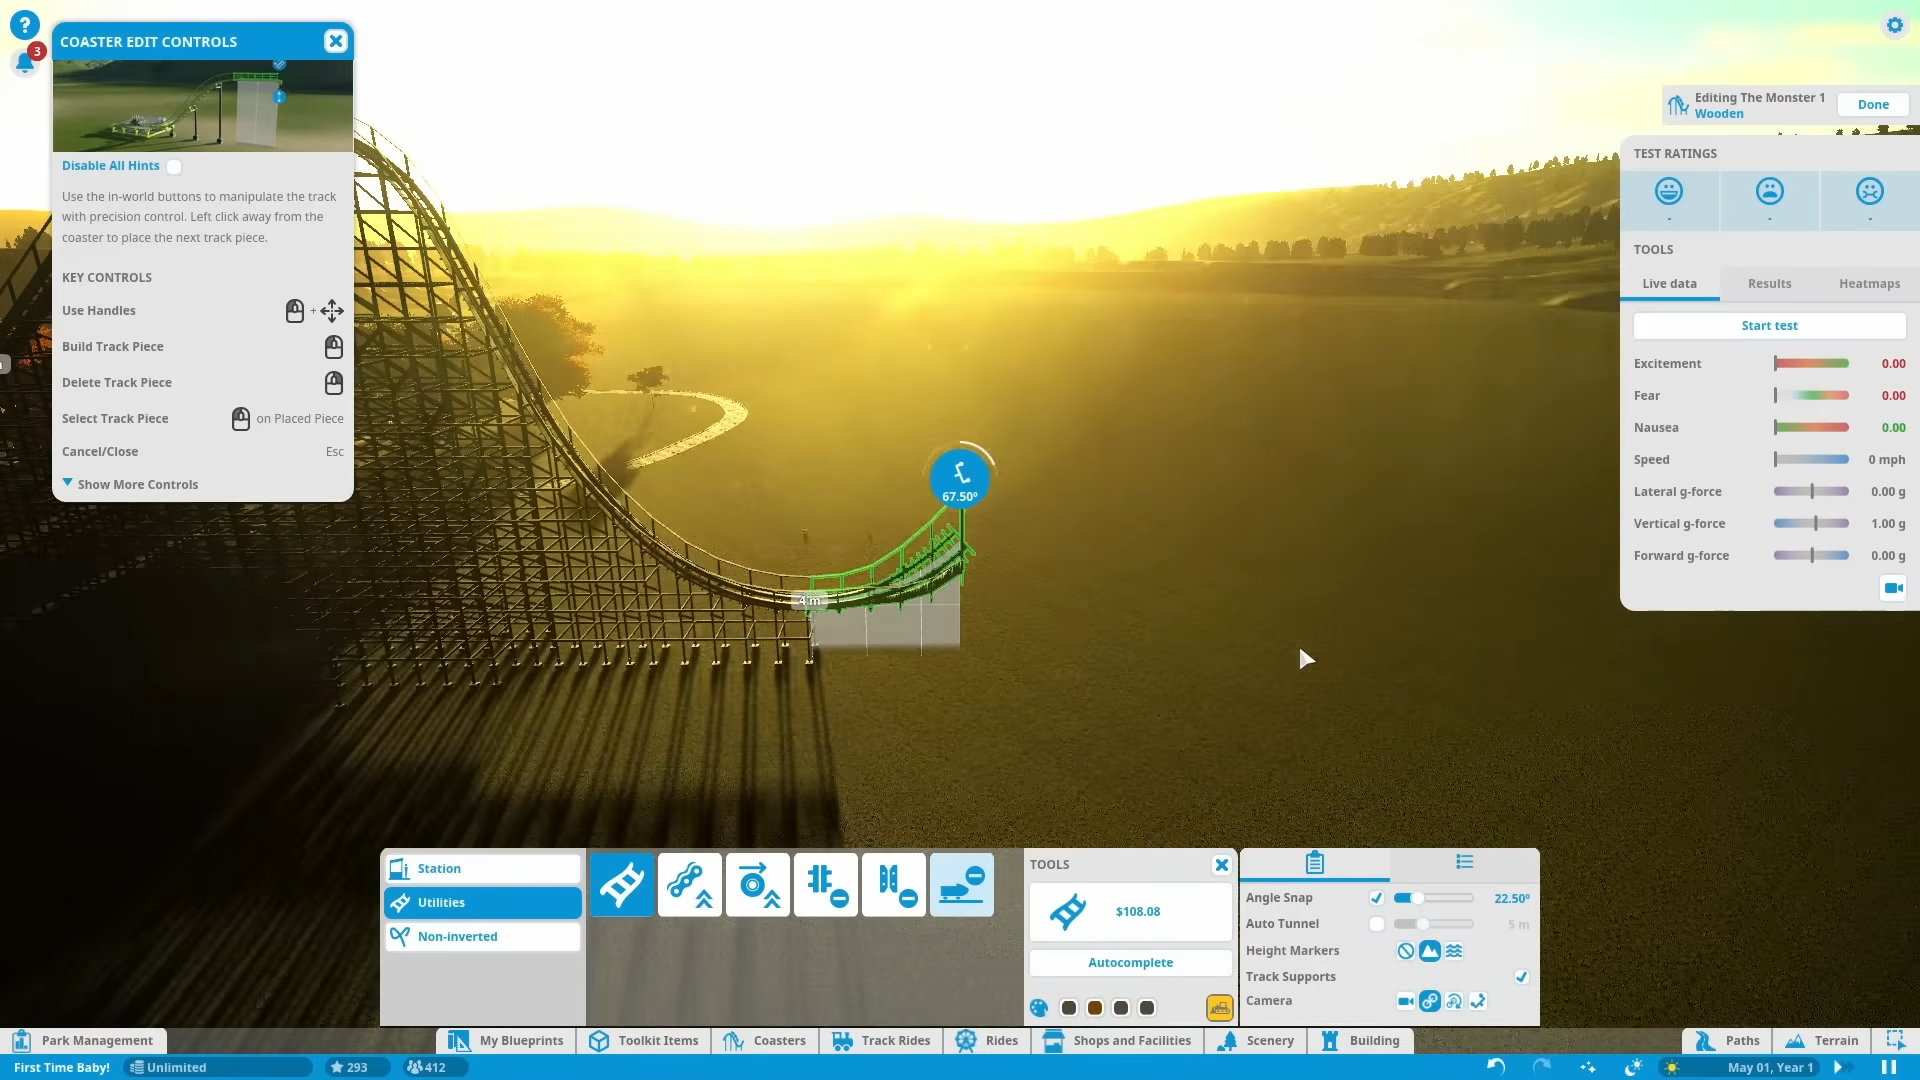 ?
3
COASTER EDIT CONTROLS
Disable All Hints
Use the in-world buttons to manipulate the track
with precision control. Left click away from the
coaster to place the next track piece.
KEY CONTROLS
Use Handles +
Build Track Piece
Delete Track Piece
Select Track Piece on Placed Piece
Cancel/Close Esc
Show More Controls
Editing The Monster 1
Wooden
Done
TEST RATINGS
- - -
TOOLS
Live data Results Heatmaps
Start test
Excitement 0.00
Fear 0.00
Nausea 0.00
Speed 0 mph
Lateral g-force 0.00 g
Vertical g-force 1.00 g
Forward g-force 0.00 g
67.50º
4 m
Station
Utilities
Non-inverted
TOOLS
$108.08
Autocomplete
Angle Snap 22.50º
Auto Tunnel 5 m
Height Markers
Track Supports
Camera
Park Management
My Blueprints
Toolkit Items
Coasters
Track Rides
Rides
Shops and Facilities
Scenery
Building
Paths
Terrain
First Time Baby!
Unlimited
293
412
May 01, Year 1